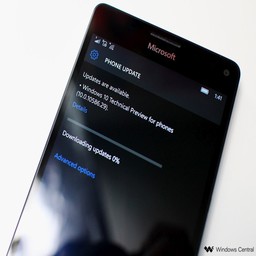 Microsoft
1:41
PHONE UPDATE
Updates are available.
• Windows 10 Technical Preview for phones
(10.0.10586.29).
Details
Downloading updates 0%
Advanced options
Windows Central